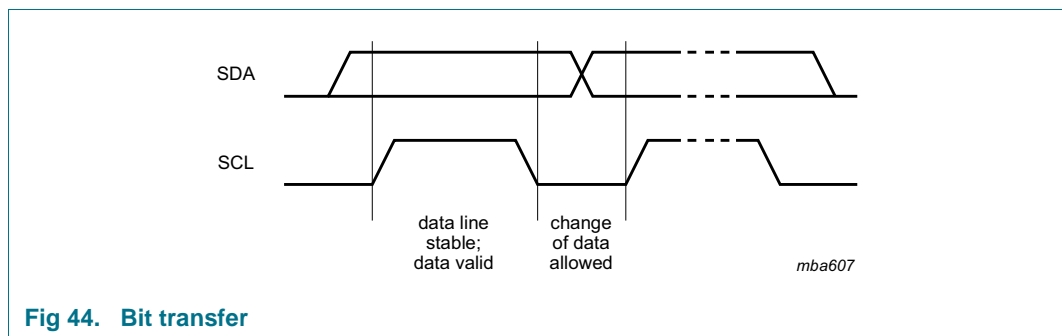 SDA
SCL
data line
stable;
data valid
change
of data
allowed
mba607
Fig 44. Bit transfer